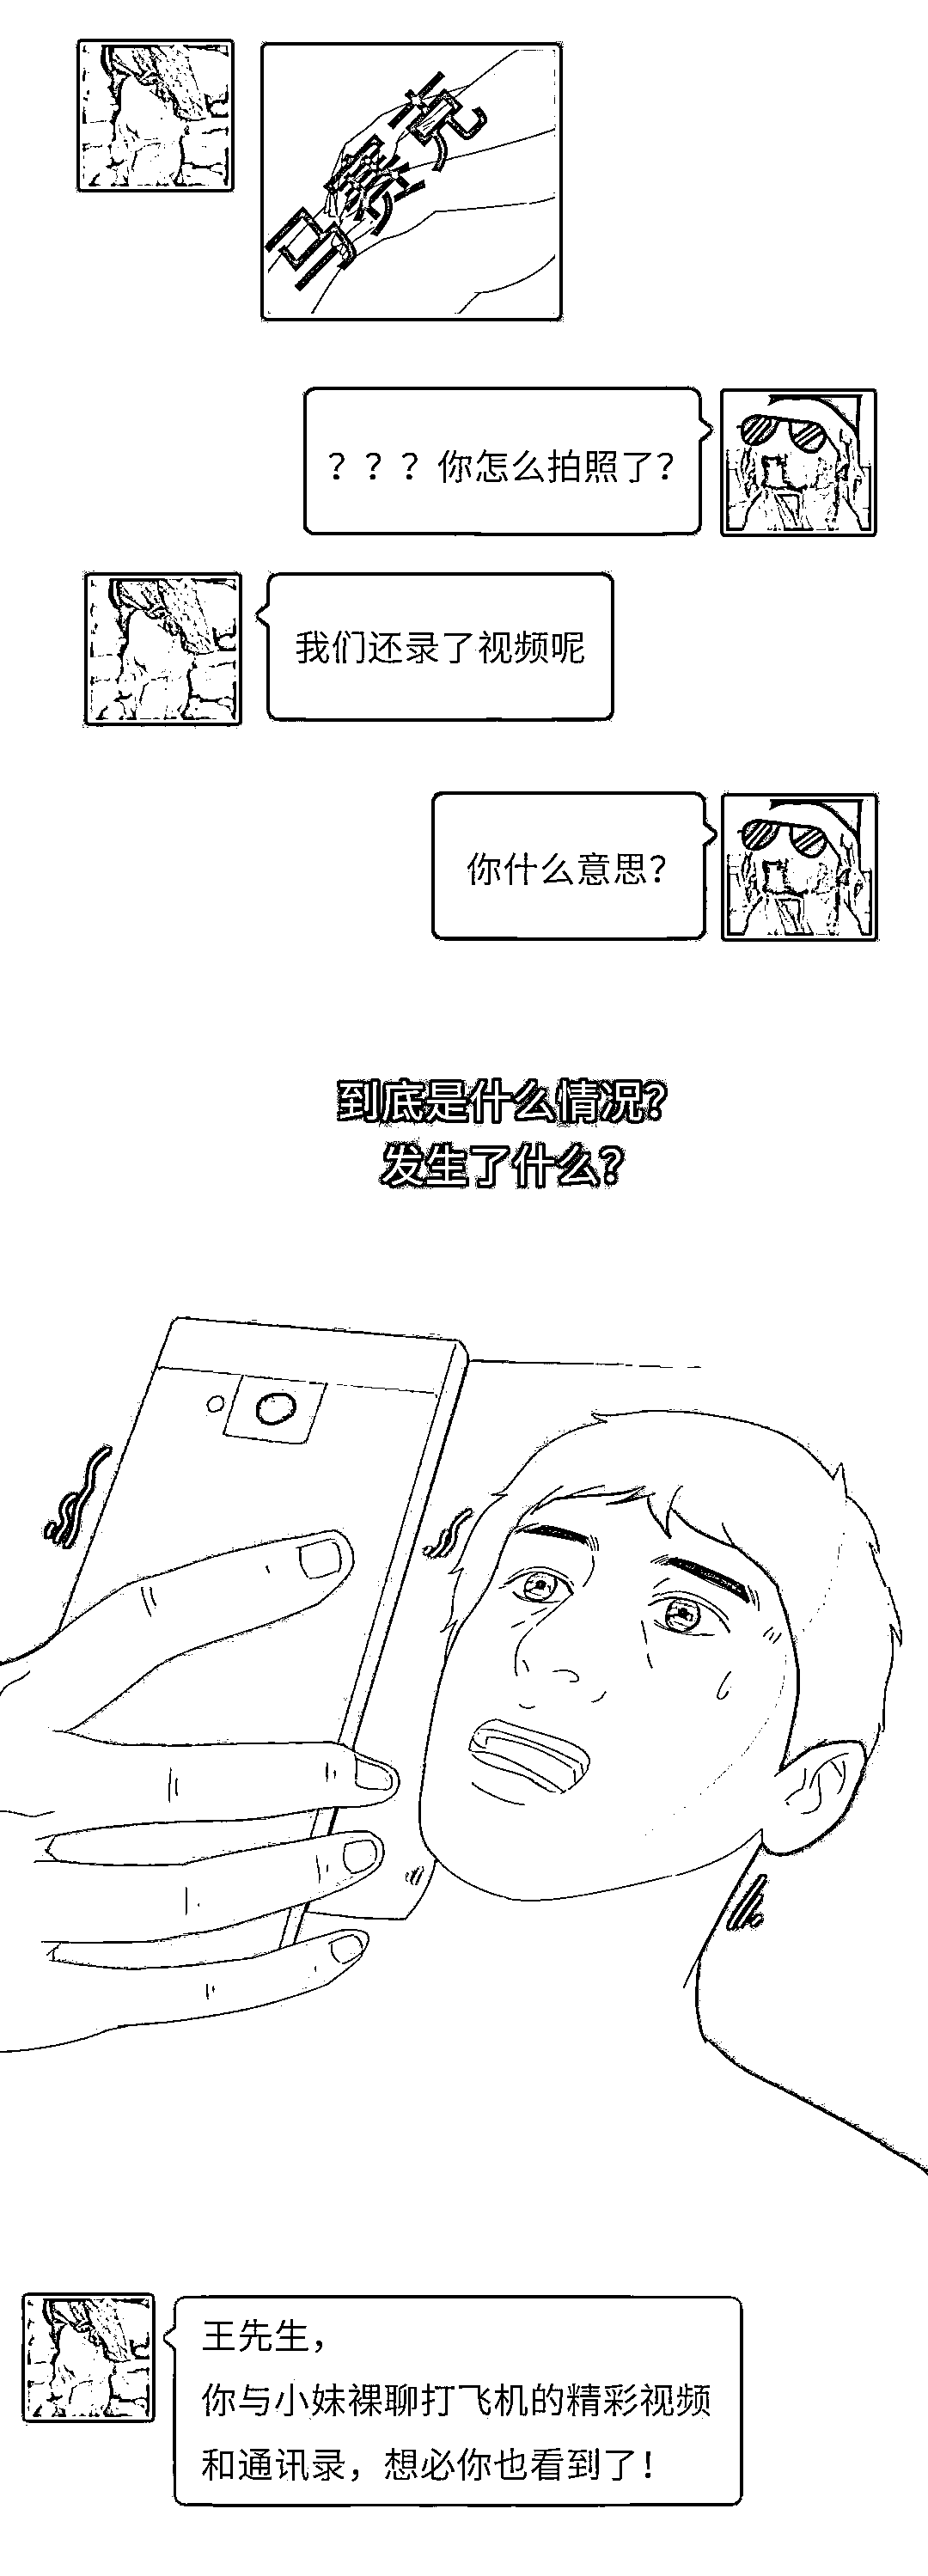 马赛克
？？？你怎么拍照了？
我们还录了视频呢
你什么意思？
到底是什么情况？
发生了什么？
王先生，
你与小妹裸聊打飞机的精彩视频
和通讯录，想必你也看到了！